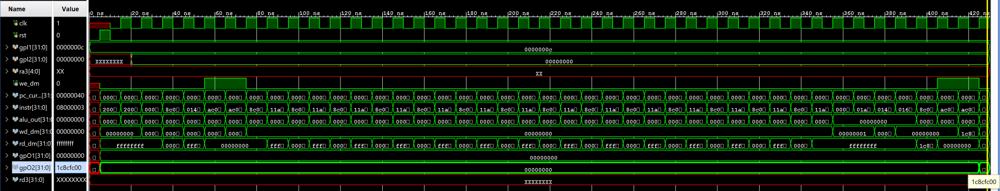 Name Value
0 ns 20 ns 40 ns 60 ns 80 ns 100 ns 120 ns 140 ns 160 ns 180 ns 200 ns 220 ns 240 ns 260 ns 280 ns 300 ns 320 ns 340 ns 360 ns 380 ns 400 ns 420 ns
clk 1
rst 0
gpI1[31:0] 0000000c 0000000c
gpI2[31:0] 00000000 XXXXXXXX 00000000
ra3[4:0] XX XX
we_dm 0
pc_cur...[31: 00000040 000 000 000 000 000 000 000 000 000 000 000 000 000 000 000 000 000 000 000 000 000 000 000 000 000 000 000 000 000 000 000 000 000 000 000 000 000 000 000 000 000 000
instr[31:0] 08000003 200 200 000 8c0 014 ac0 ac0 8c0 11a 8c0 11a 8c0 11a 8c0 11a 8c0 11a 8c0 11a 8c0 11a 8c0 11a 8c0 11a 8c0 11a 8c0 11a 8c0 11a 8c0 11a 8c0 11a 000 01a 014 016 8c0 ac0 ac0
alu_out[31:0 00000000 000 000 000 000 000 000 000 000 000 000 000 000 000 000 000 000 000 000 000 000 000 000 000 000 000 000 000 000 000 000 000 000 000 000 000 00000000 000 000 000
wd_dm[31:0 00000000 00000000 000 000 000 000 000 00000000 00000001 000 00000000 1c8
rd_dm[31:0] ffffffff ffffffff 000 fff 00000000 fff 000 fff 000 fff 000 fff 000 fff 000 fff 000 fff 000 fff 000 fff 000 fff 000 fff 000 fff 000 fff 000 ffffffff 1c8 00000000
gpO1[31:0] 00000000 00000000
gpO2[31:0] 1c8cfc00 00000000
rd3[31:0] XXXXXXXX XXXXXXXX
1c8cfc00